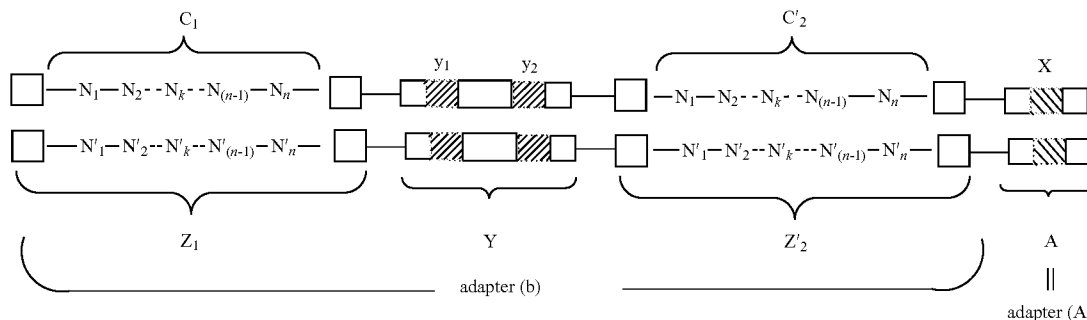 C₁ C'₂
y₁ y₂ X
N₁ N₂ Nₖ N₍ₙ₋₁₎ Nₙ N₁ N₂ Nₖ N₍ₙ₋₁₎ Nₙ
N'₁ N'₂ N'ₖ N'₍ₙ₋₁₎ N'ₙ N'₁ N'₂ N'ₖ N'₍ₙ₋₁₎ N'ₙ
Z₁ Y Z'₂ A
adapter (b)
adapter (A